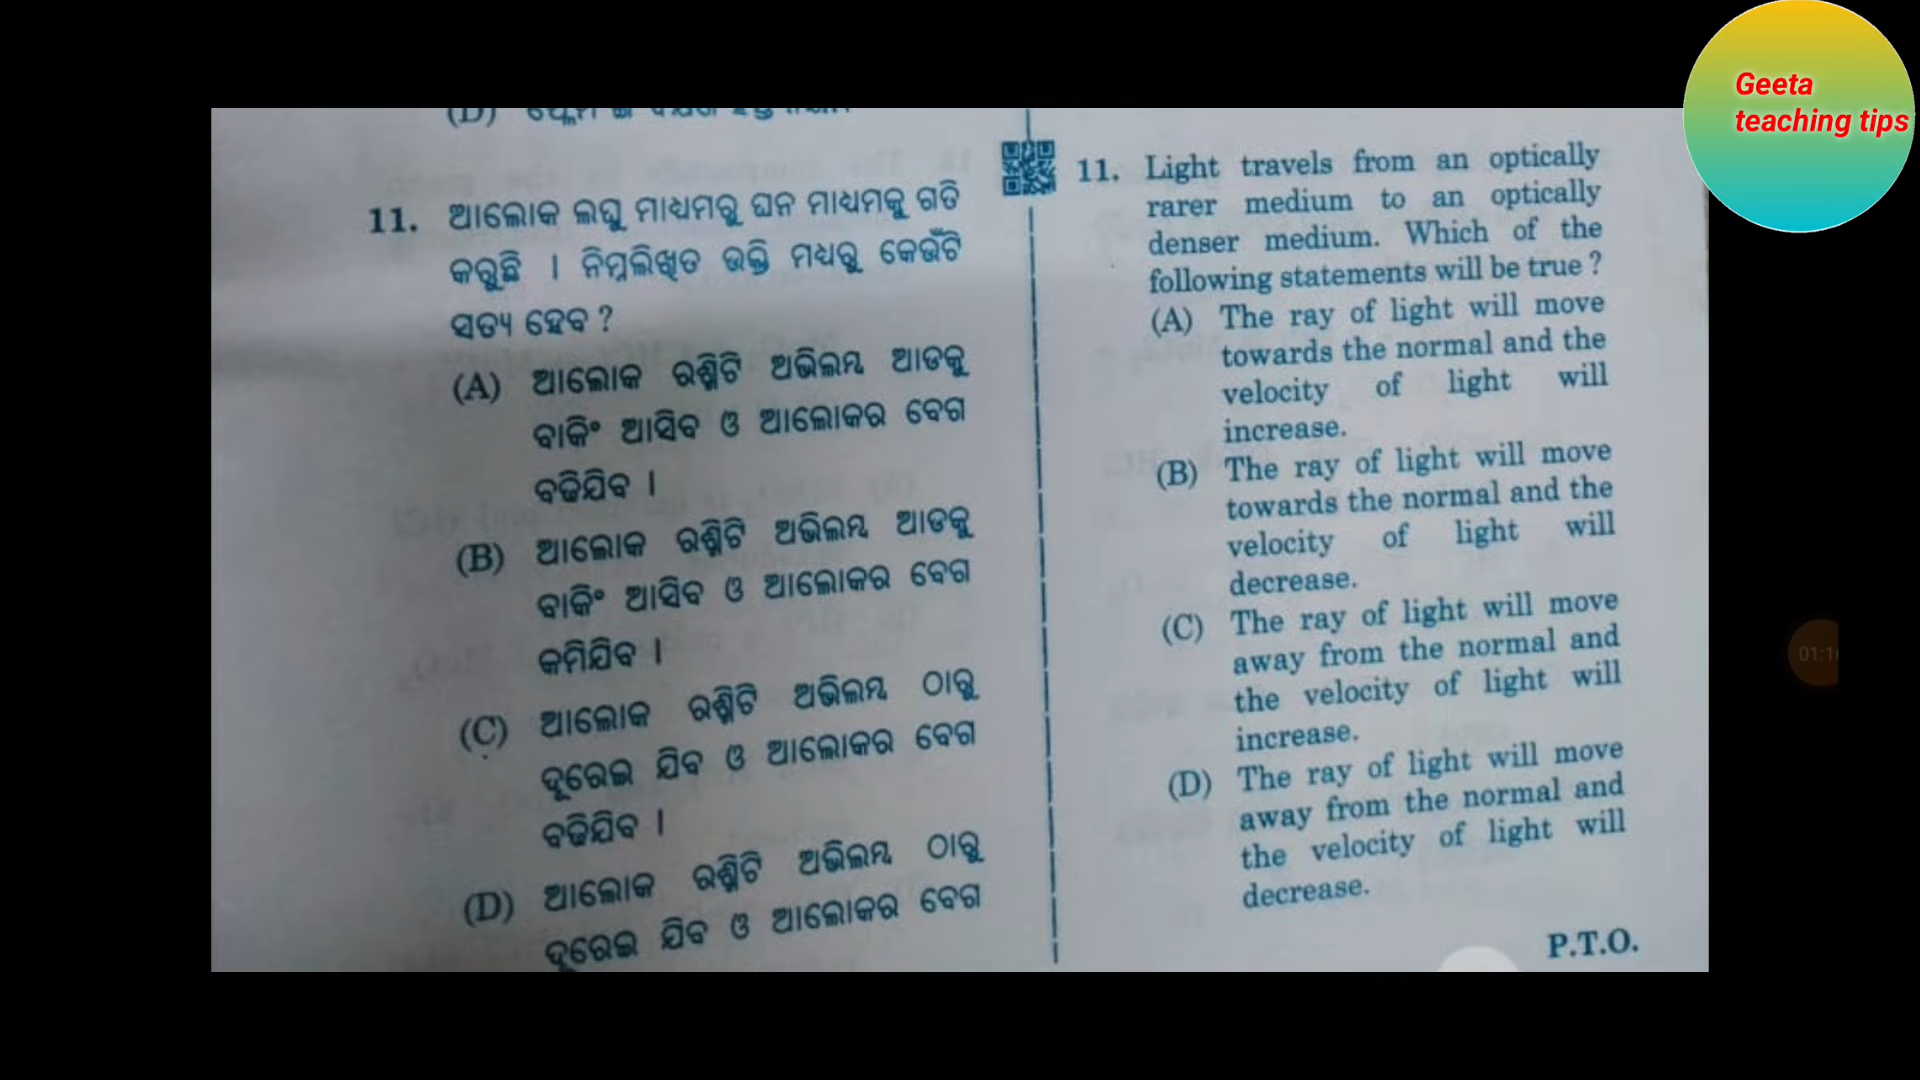 Geeta
teaching tips
(D)
11. ଆଲୋକ ଲଘୁ ମାଧ୍ୟମରୁ ଘନ ମାଧ୍ୟମକୁ ଗତି
କରୁଛି । ନିମ୍ନଲିଖିତ ଉକ୍ତି ମଧ୍ୟରୁ କେଉଁଟି
ସତ୍ୟ ହେବ ?
(A) ଆଲୋକ ରଶ୍ମିଟି ଅଭିଲମ୍ବ ଆଡକୁ
ବାକିଂ ଆସିବ ଓ ଆଲୋକର ବେଗ
ବଢିଯିବ ।
(B) ଆଲୋକ ରଶ୍ମିଟି ଅଭିଲମ୍ବ ଆଡକୁ
ବାକିଂ ଆସିବ ଓ ଆଲୋକର ବେଗ
କମିଯିବ ।
(C) ଆଲୋକ ରଶ୍ମିଟି ଅଭିଲମ୍ବ ଠାରୁ
ଦୂରେଇ ଯିବ ଓ ଆଲୋକର ବେଗ
ବଢିଯିବ ।
(D) ଆଲୋକ ରଶ୍ମିଟି ଅଭିଲମ୍ବ ଠାରୁ
ଦୂରେଇ ଯିବ ଓ ଆଲୋକର ବେଗ
11. Light travels from an optically
rarer medium to an optically
denser medium. Which of the
following statements will be true ?
(A) The ray of light will move
towards the normal and the
velocity of light will
increase.
(B) The ray of light will move
towards the normal and the
velocity of light will
decrease.
(C) The ray of light will move
away from the normal and
the velocity of light will
increase.
(D) The ray of light will move
away from the normal and
the velocity of light will
decrease.
P.T.O.